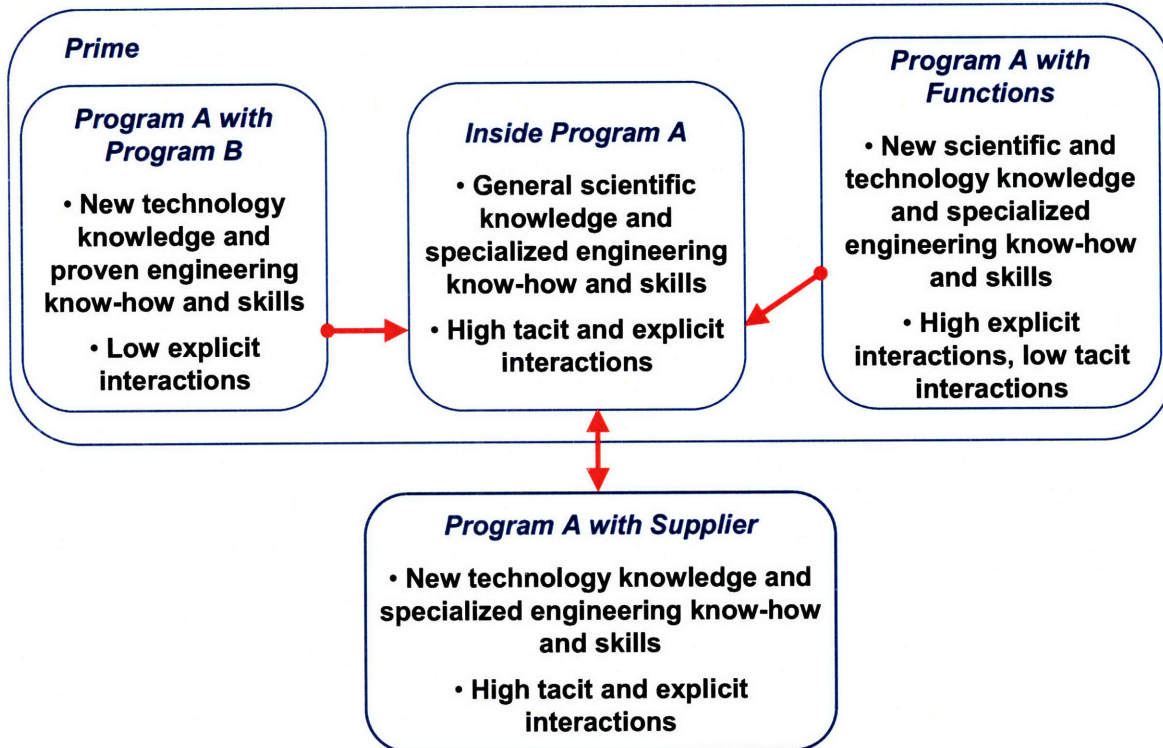 Prime
Program A with
Program B
• New technology
knowledge and
proven engineering
know-how and skills
• Low explicit
interactions
Inside Program A
• General scientific
knowledge and
specialized engineering
know-how and skills
• High tacit and explicit
interactions
Program A with
Functions
• New scientific and
technology knowledge
and specialized
engineering know-how
and skills
• High explicit
interactions, low tacit
interactions
Program A with Supplier
• New technology knowledge and
specialized engineering know-how
and skills
• High tacit and explicit
interactions